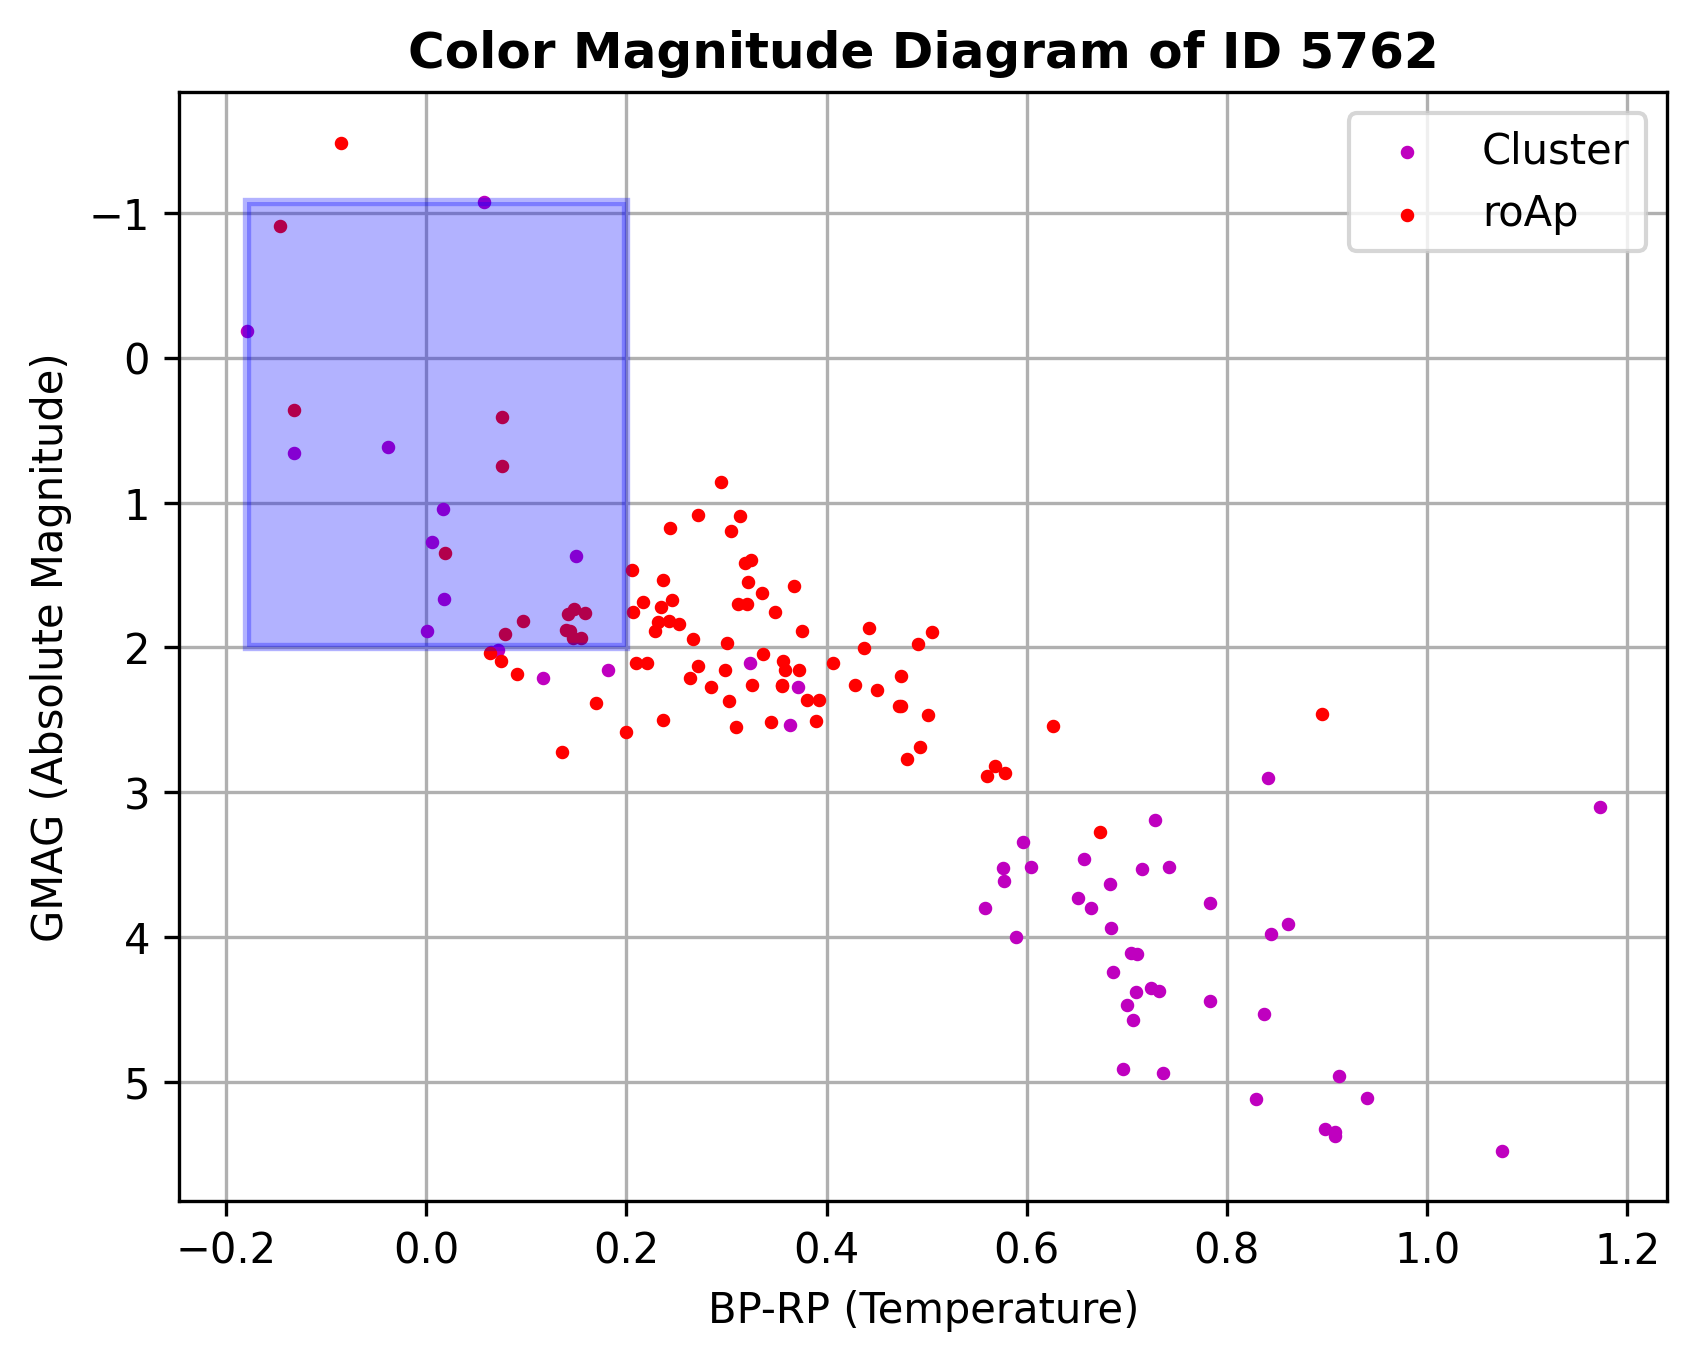 Color Magnitude Diagram of ID 5762
Cluster
roAp
−1
0
1
2
3
4
5
GMAG (Absolute Magnitude)
−0.2 0.0 0.2 0.4 0.6 0.8 1.0 1.2
BP-RP (Temperature)